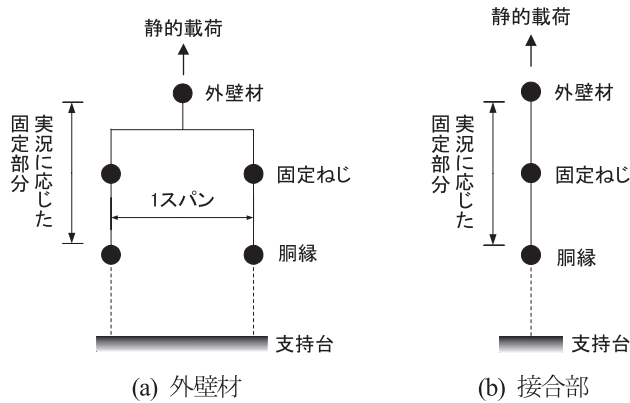 静的載荷
外壁材
実況に応じた
固定部分
固定ねじ
1スパン
胴縁
支持台
(a) 外壁材
静的載荷
外壁材
実況に応じた
固定部分
固定ねじ
胴縁
支持台
(b) 接合部